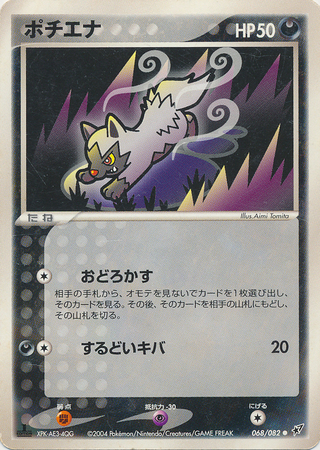 ポチエナ HP50
Illus.Aimi Tomita
たね
おどろかす
相手の手札から、オモテを見ないでカードを1枚選び出し、
そのカードを見る。その後、そのカードを相手の山札にもどし、
その山札を切る。
するどいキバ 20
弱点 抵抗力 -30 にげる
XPK-AE3-4QG ©2004 Pokémon/Nintendo/Creatures/GAME FREAK 068/082